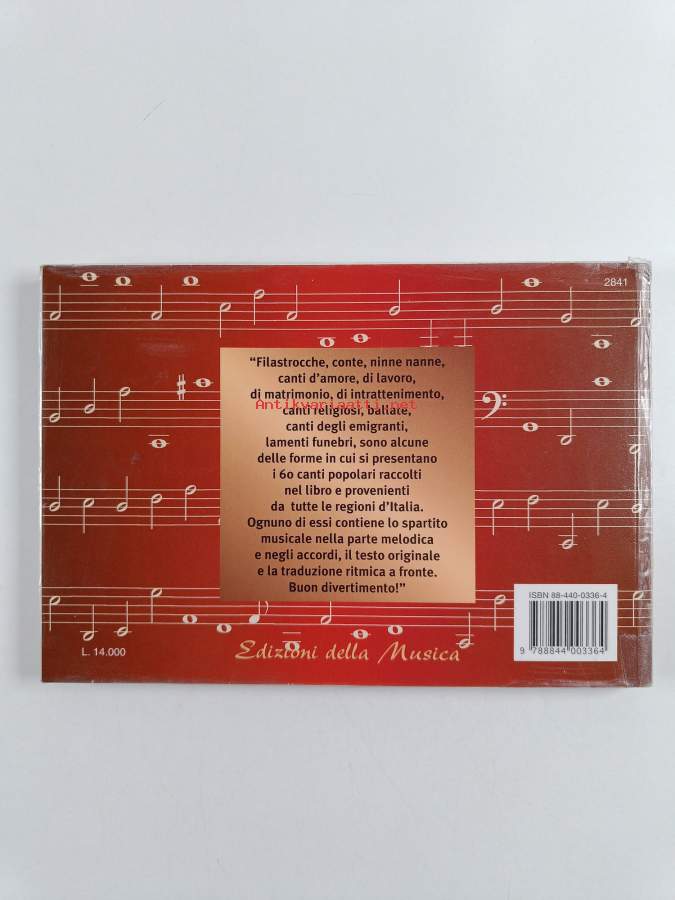 2841
“Filastrocche, conte, ninne nanne,
canti d’amore, di lavoro,
di matrimonio, di intrattenimento,
Antikvariaatti.net
canti religiosi, ballate,
canti degli emigranti,
lamenti funebri, sono alcune
delle forme in cui si presentano
i 60 canti popolari raccolti
nel libro e provenienti
da tutte le regioni d’Italia.
Ognuno di essi contiene lo spartito
musicale nella parte melodica
e negli accordi, il testo originale
e la traduzione ritmica a fronte.
Buon divertimento!”
ISBN 88-440-0336-4
9 788844 003364
L. 14.000
Edizioni della Musica